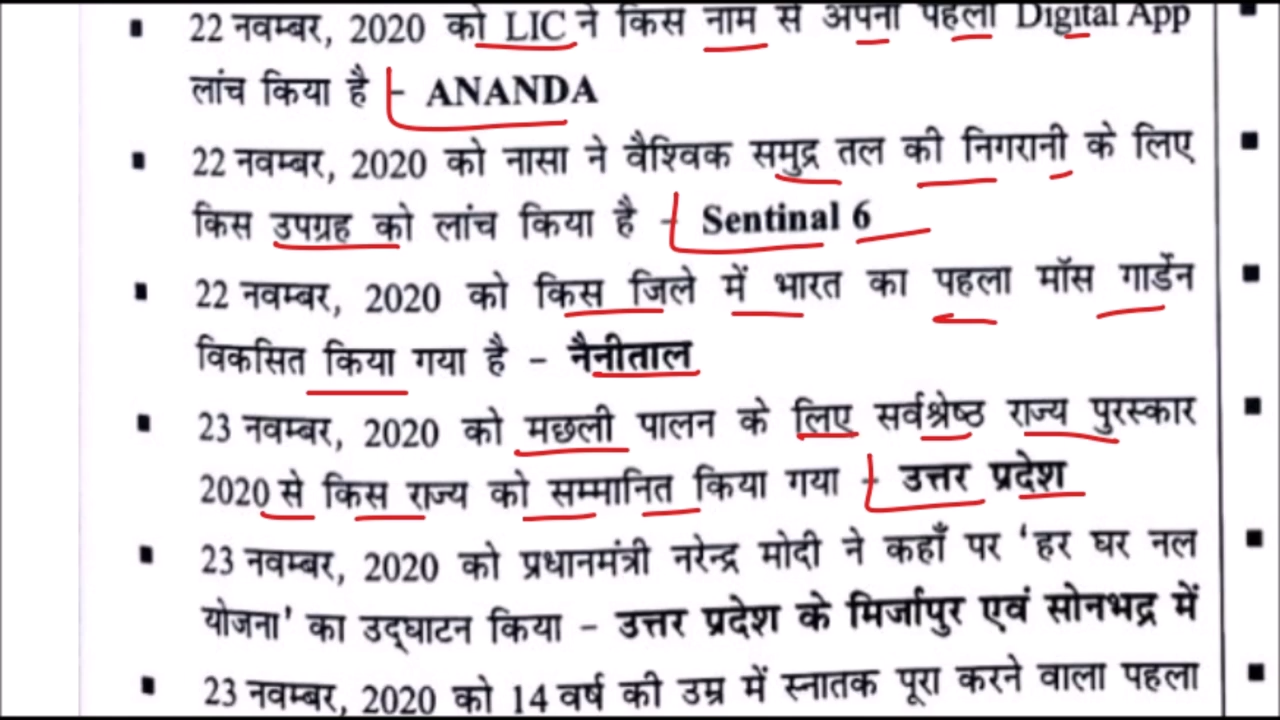 22 नवम्बर, 2020 को LIC ने किस नाम से अपना पहला Digital App
लांच किया है - ANANDA
22 नवम्बर, 2020 को नासा ने वैश्विक समुद्र तल की निगरानी के लिए
किस उपग्रह को लांच किया है - Sentinal 6
22 नवम्बर, 2020 को किस जिले में भारत का पहला मॉस गार्डेन
विकसित किया गया है - नैनीताल
23 नवम्बर, 2020 को मछली पालन के लिए सर्वश्रेष्ठ राज्य पुरस्कार
2020 से किस राज्य को सम्मानित किया गया - उत्तर प्रदेश
23 नवम्बर, 2020 को प्रधानमंत्री नरेन्द्र मोदी ने कहाँ पर 'हर घर नल
योजना' का उद्घाटन किया - उत्तर प्रदेश के मिर्जापुर एवं सोनभद्र में
23 नवम्बर, 2020 को 14 वर्ष की उम्र में स्नातक पूरा करने वाला पहला